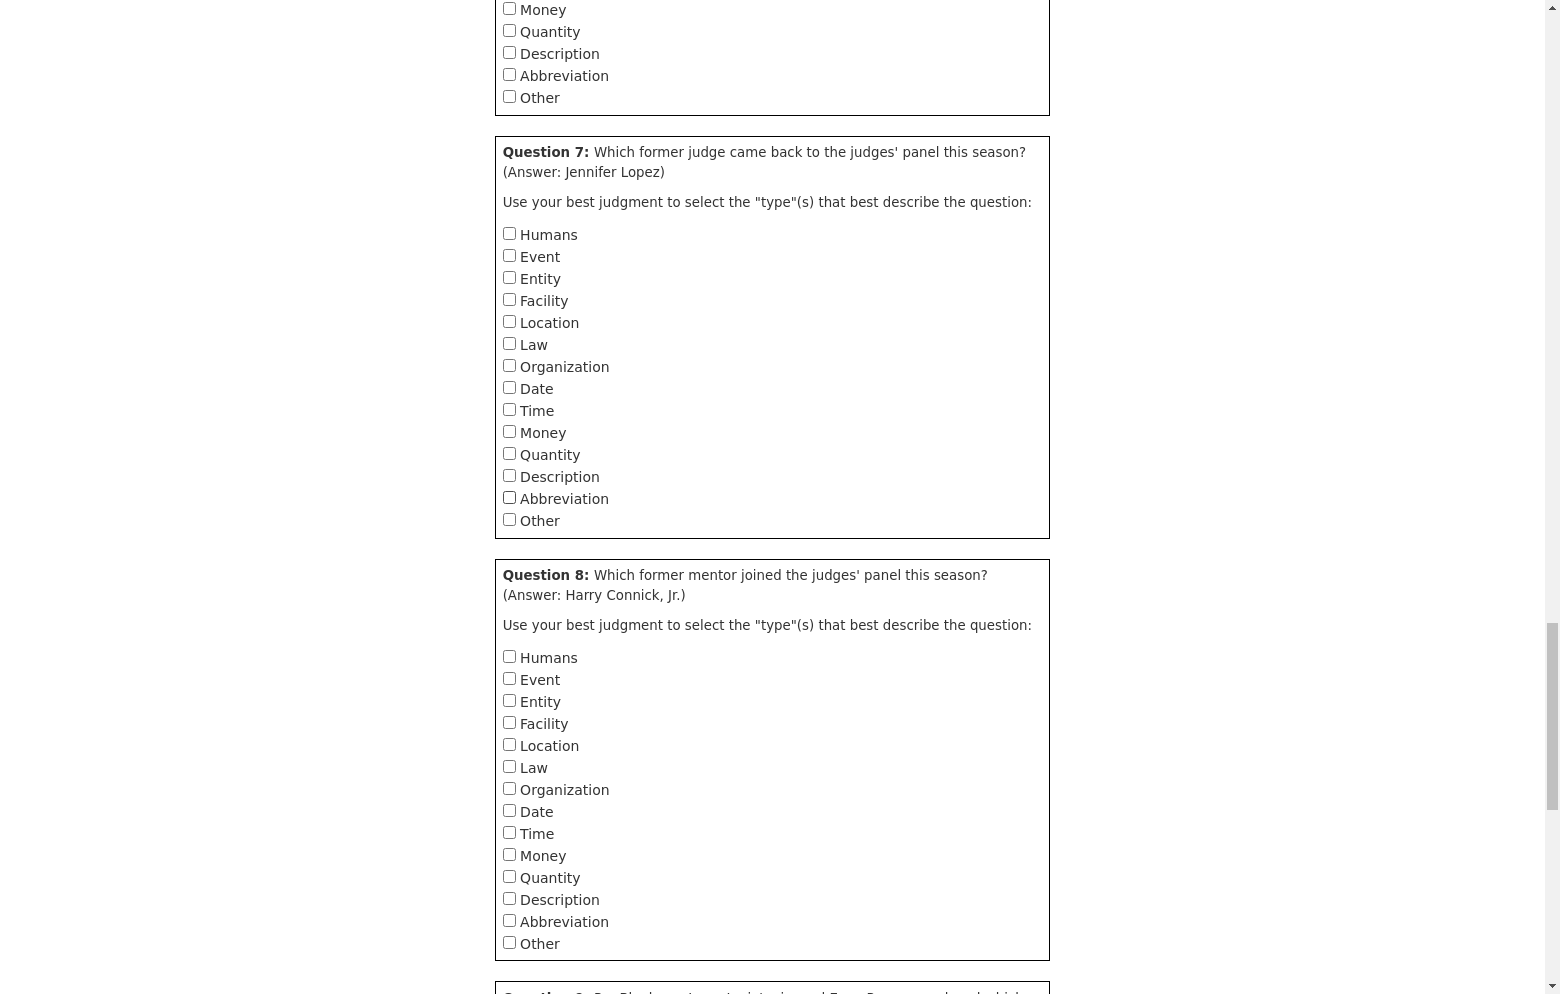 Money
Quantity
Description
Abbreviation
Other
Question 7: Which former judge came back to the judges' panel this season?
(Answer: Jennifer Lopez)
Use your best judgment to select the "type"(s) that best describe the question:
Humans
Event
Entity
Facility
Location
Law
Organization
Date
Time
Money
Quantity
Description
Abbreviation
Other
Question 8: Which former mentor joined the judges' panel this season?
(Answer: Harry Connick, Jr.)
Use your best judgment to select the "type"(s) that best describe the question:
Humans
Event
Entity
Facility
Location
Law
Organization
Date
Time
Money
Quantity
Description
Abbreviation
Other